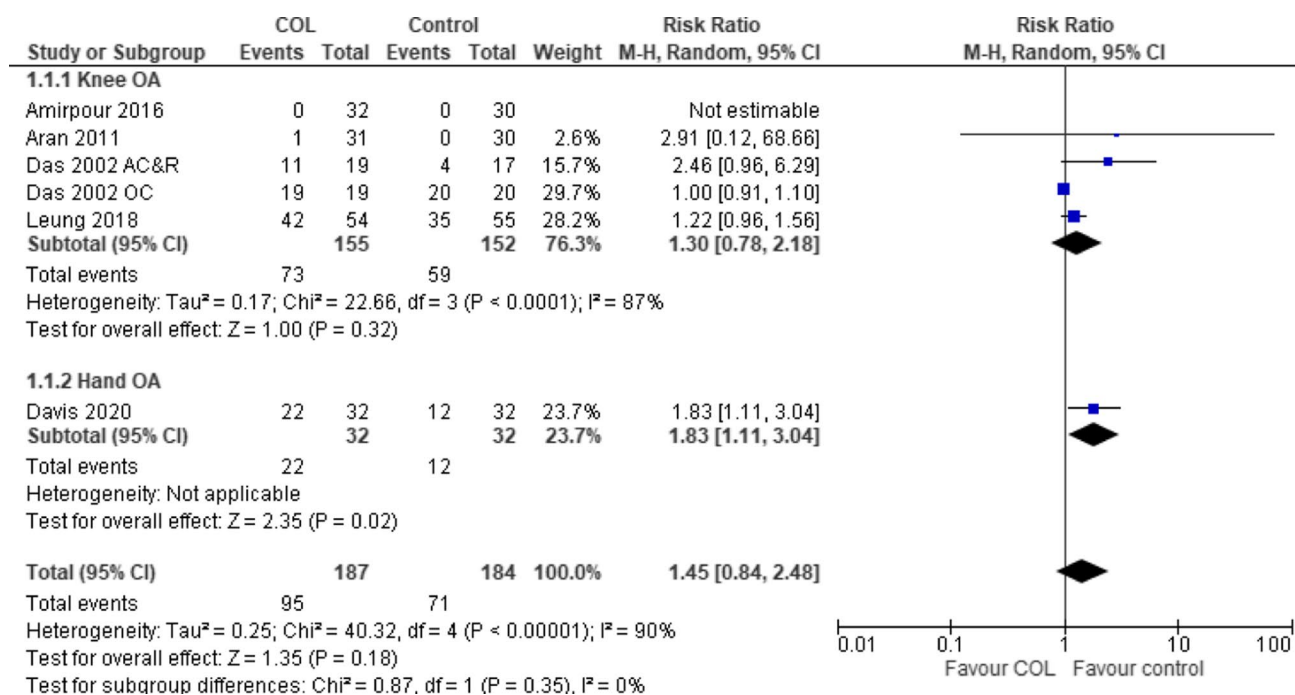 COL Control Risk Ratio Risk Ratio
Study or Subgroup Events Total Events Total Weight M-H, Random, 95% CI M-H, Random, 95% CI
1.1.1 Knee OA
Amirpour 2016 0 32 0 30 Not estimable
Aran 2011 1 31 0 30 2.6% 2.91 [0.12, 68.66]
Das 2002 AC&R 11 19 4 17 15.7% 2.46 [0.96, 6.29]
Das 2002 OC 19 19 20 20 29.7% 1.00 [0.91, 1.10]
Leung 2018 42 54 35 55 28.2% 1.22 [0.96, 1.56]
Subtotal (95% CI) 155 152 76.3% 1.30 [0.78, 2.18]
Total events 73 59
Heterogeneity: Tau² = 0.17; Chi² = 22.66, df = 3 (P < 0.0001); I² = 87%
Test for overall effect: Z = 1.00 (P = 0.32)
1.1.2 Hand OA
Davis 2020 22 32 12 32 23.7% 1.83 [1.11, 3.04]
Subtotal (95% CI) 32 32 23.7% 1.83 [1.11, 3.04]
Total events 22 12
Heterogeneity: Not applicable
Test for overall effect: Z = 2.35 (P = 0.02)
Total (95% CI) 187 184 100.0% 1.45 [0.84, 2.48]
Total events 95 71
Heterogeneity: Tau² = 0.25; Chi² = 40.32, df = 4 (P < 0.00001); I² = 90%
Test for overall effect: Z = 1.35 (P = 0.18)
Test for subgroup differences: Chi² = 0.87, df = 1 (P = 0.35), I² = 0%
0.01 0.1 1 10 100
Favour COL Favour control